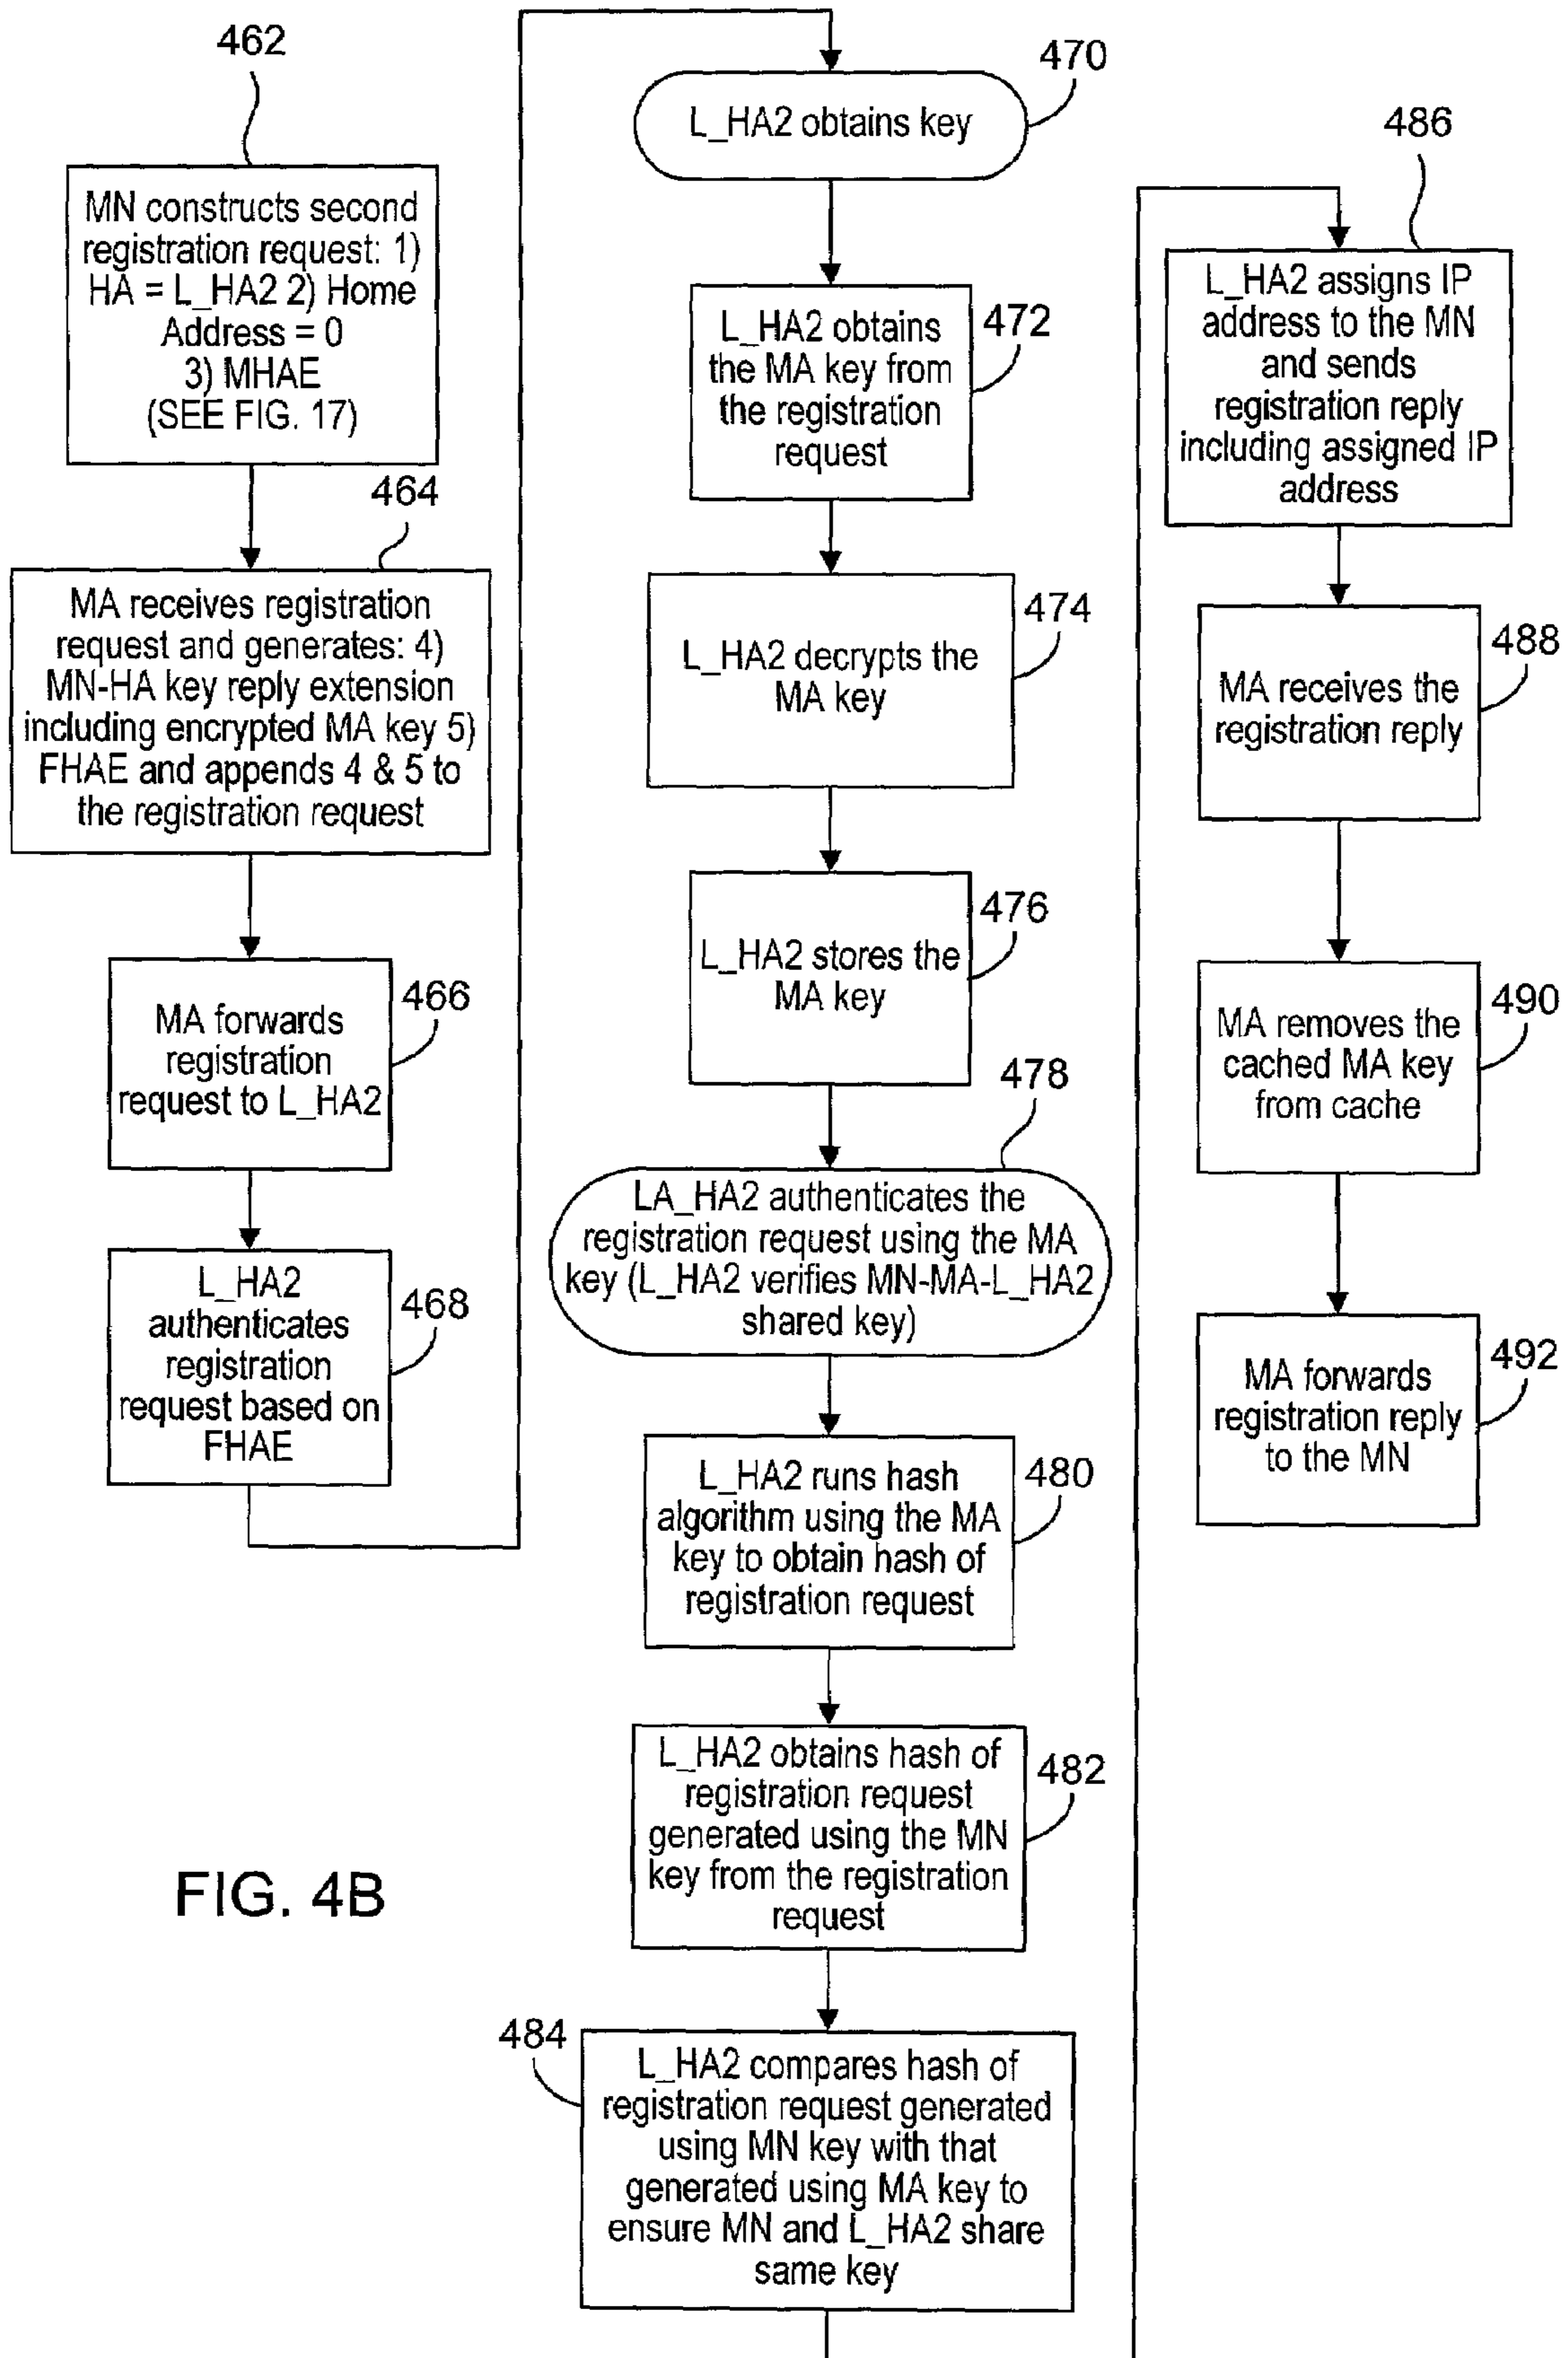 462
MN constructs second
registration request: 1)
HA = L_HA2 2) Home
Address = 0
3) MHAE
(SEE FIG. 17)
464
MA receives registration
request and generates: 4)
MN-HA key reply extension
including encrypted MA key 5)
FHAE and appends 4 & 5 to
the registration request
466
MA forwards
registration
request to L_HA2
468
L_HA2
authenticates
registration
request based on
FHAE
470
L_HA2 obtains key
472
L_HA2 obtains
the MA key from
the registration
request
474
L_HA2 decrypts the
MA key
476
L_HA2 stores the
MA key
478
LA_HA2 authenticates the
registration request using the MA
key (L_HA2 verifies MN-MA-L_HA2
shared key)
480
L_HA2 runs hash
algorithm using the MA
key to obtain hash of
registration request
482
L_HA2 obtains hash of
registration request
generated using the MN
key from the registration
request
484
L_HA2 compares hash of
registration request generated
using MN key with that
generated using MA key to
ensure MN and L_HA2 share
same key
486
L_HA2 assigns IP
address to the MN
and sends
registration reply
including assigned IP
address
488
MA receives the
registration reply
490
MA removes the
cached MA key
from cache
492
MA forwards
registration reply
to the MN
FIG. 4B